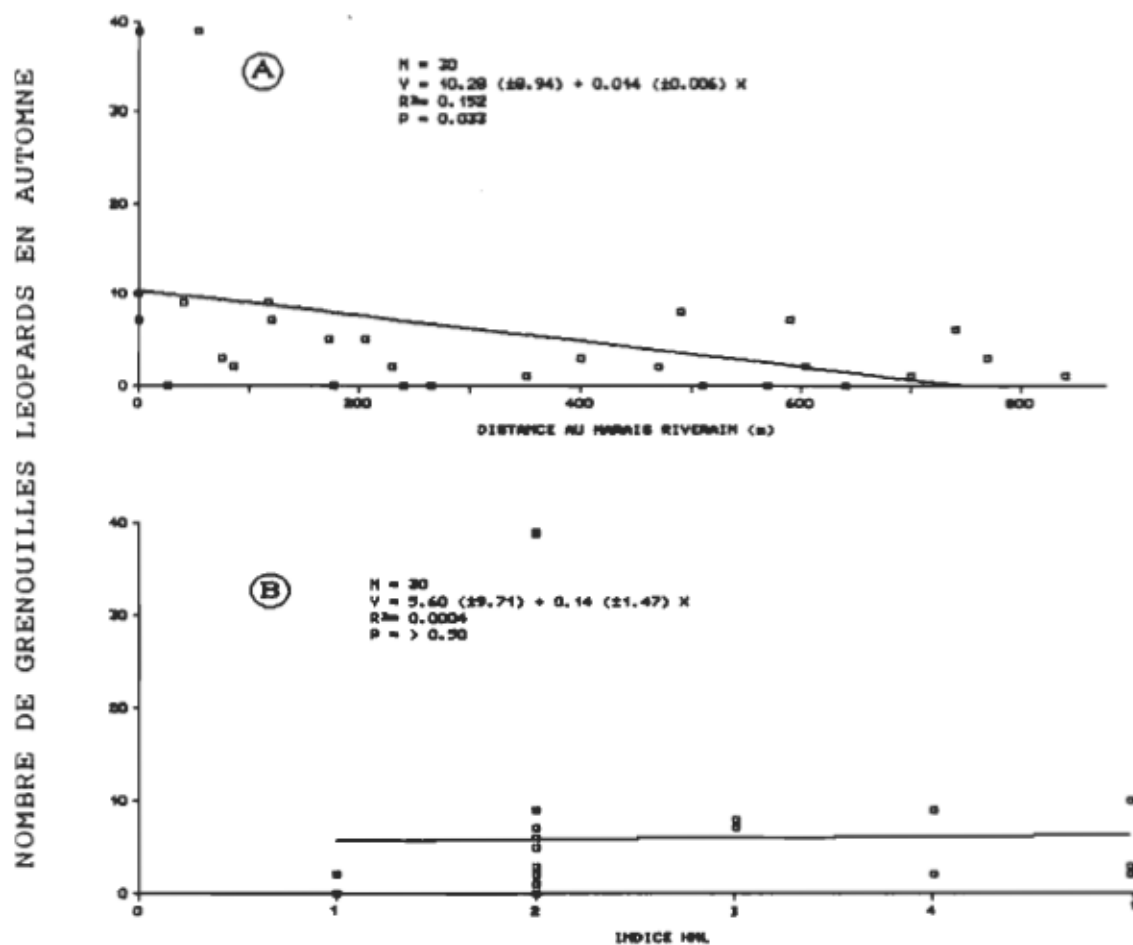 NOMBRE DE GRENOUILLES LEOPARDS EN AUTOMNE
40
30
20
10
0
A
N = 30
Y = 10.28 (±8.94) + 0.014 (±0.006) X
R²= 0.152
P = 0.033
0 200 400 600 800
DISTANCE AU MARAIS RIVERAIN (m)
40
30
20
10
0
B
N = 30
Y = 5.60 (±9.71) + 0.14 (±1.47) X
R²= 0.0004
P = > 0.50
0 1 2 3 4
INDICE HML